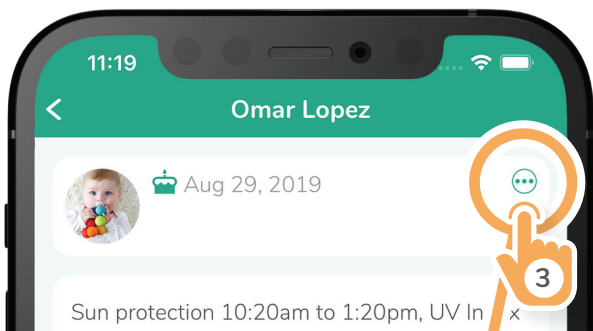 11:19
Omar Lopez
Aug 29, 2019
3
Sun protection 10:20am to 1:20pm, UV In x